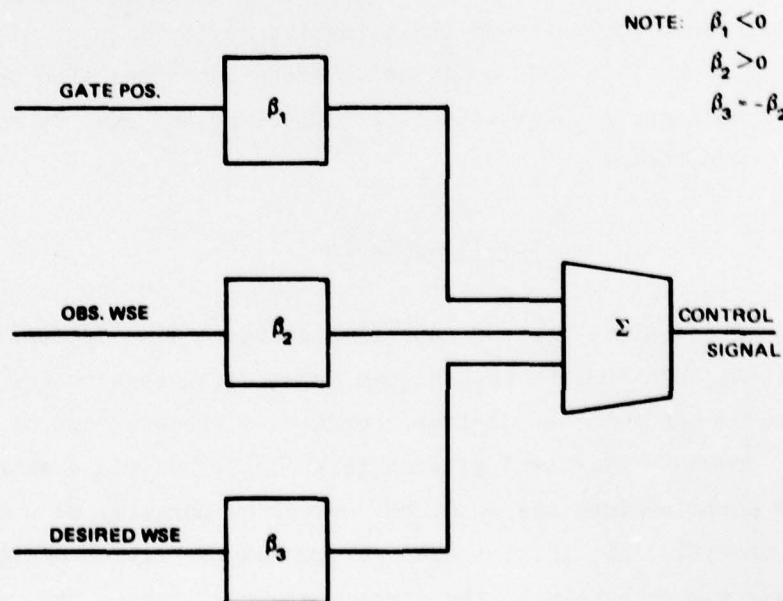 NOTE: β₁ <0
β₂ >0
β₃ = -β₂
GATE POS.
β₁
OBS. WSE
β₂
Σ
CONTROL
SIGNAL
DESIRED WSE
β₃